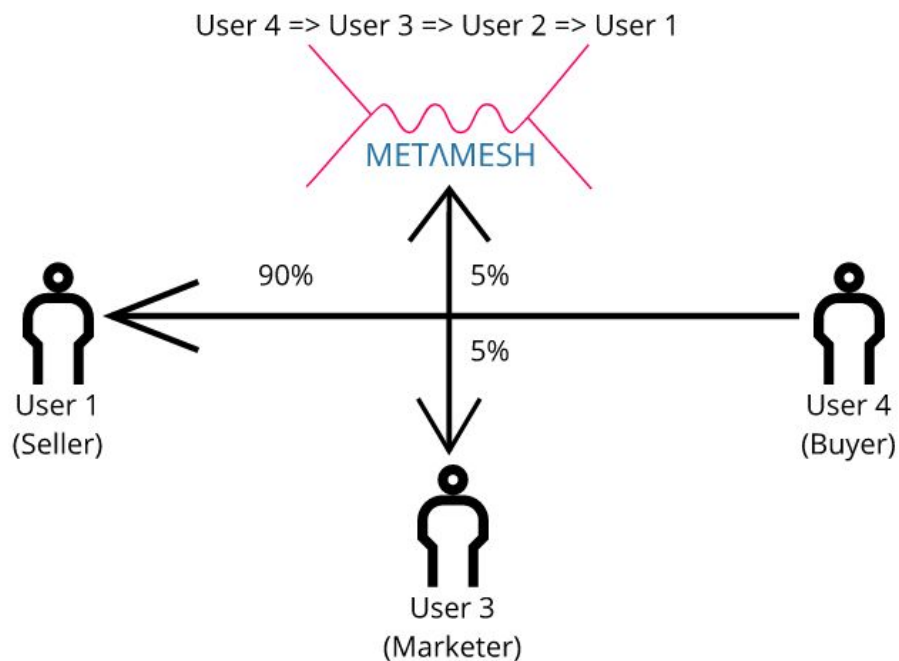 User 4 => User 3 => User 2 => User 1
METΛMESH
90%
5%
5%
User 1
(Seller)
User 4
(Buyer)
User 3
(Marketer)